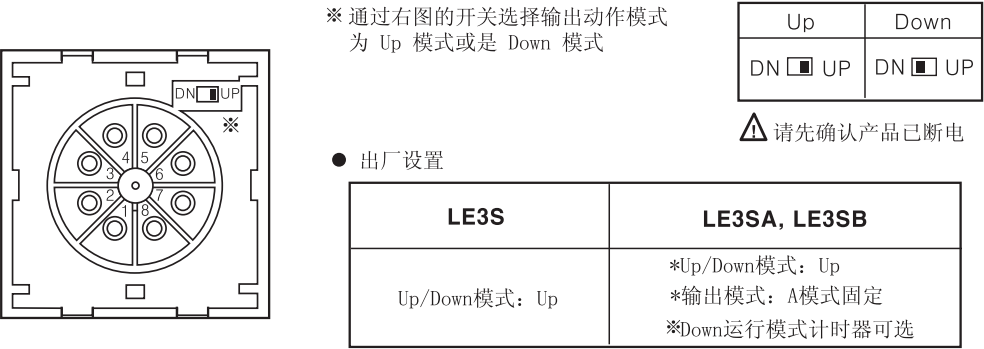 ※ 通过右图的开关选择输出动作模式
为 Up 模式或是 Down 模式
Up Down
DN UP DN UP
⚠ 请先确认产品已断电
DN UP
※
4 5
3 6
2 7
1 8
● 出厂设置
LE3S LE3SA, LE3SB
Up/Down模式: Up
*Up/Down模式: Up
*输出模式: A模式固定
※Down运行模式计时器可选